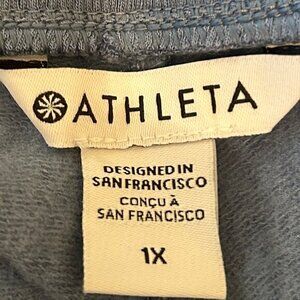 ATHLETA
DESIGNED IN
SAN FRANCISCO
CONÇU À
SAN FRANCISCO
1X